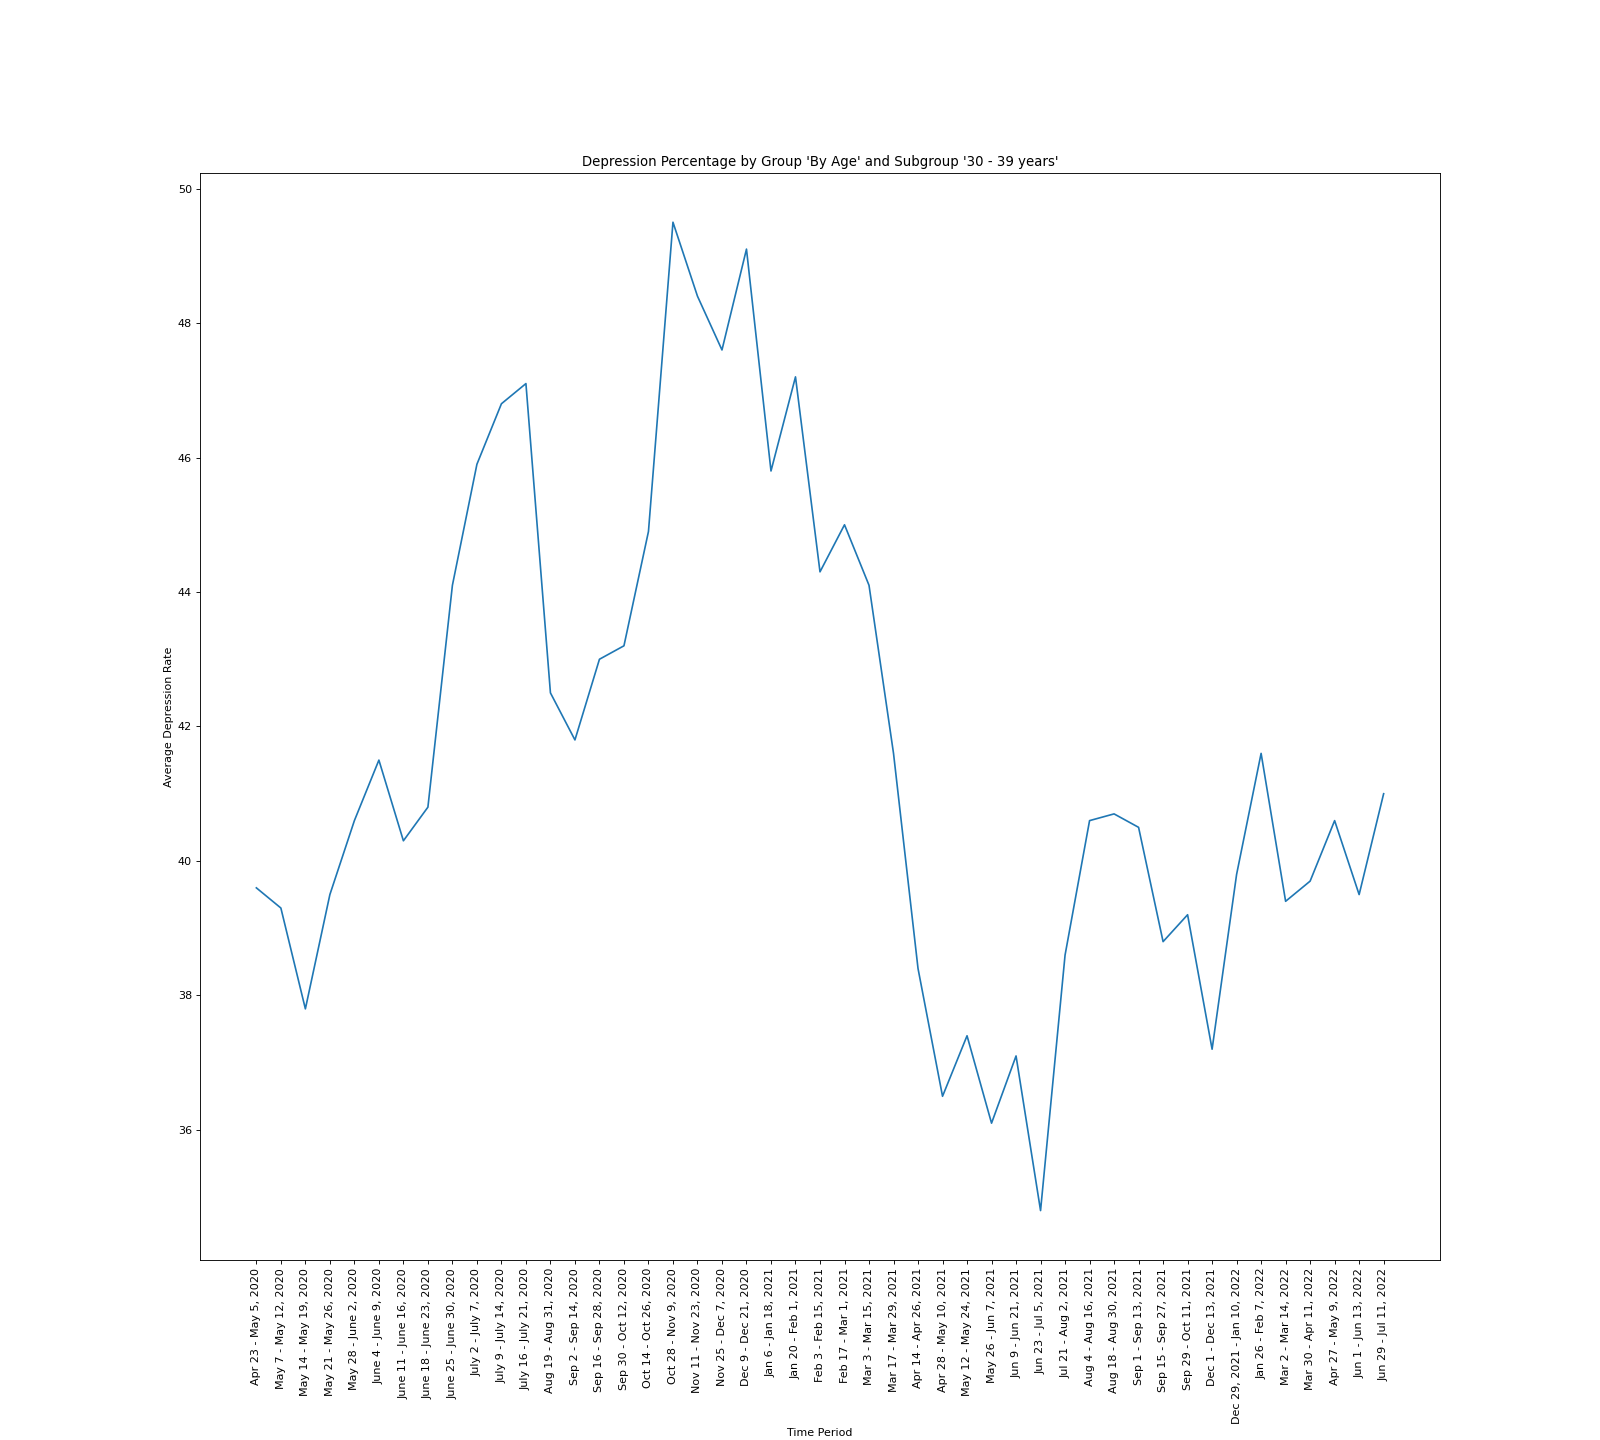 Depression Percentage by Group 'By Age' and Subgroup '30 - 39 years'
50
48
46
44
42
40
38
36
Average Depression Rate
Apr 23 - May 5, 2020
May 7 - May 12, 2020
May 14 - May 19, 2020
May 21 - May 26, 2020
May 28 - June 2, 2020
June 4 - June 9, 2020
June 11 - June 16, 2020
June 18 - June 23, 2020
June 25 - June 30, 2020
July 2 - July 7, 2020
July 9 - July 14, 2020
July 16 - July 21, 2020
Aug 19 - Aug 31, 2020
Sep 2 - Sep 14, 2020
Sep 16 - Sep 28, 2020
Sep 30 - Oct 12, 2020
Oct 14 - Oct 26, 2020
Oct 28 - Nov 9, 2020
Nov 11 - Nov 23, 2020
Nov 25 - Dec 7, 2020
Dec 9 - Dec 21, 2020
Jan 6 - Jan 18, 2021
Jan 20 - Feb 1, 2021
Feb 3 - Feb 15, 2021
Feb 17 - Mar 1, 2021
Mar 3 - Mar 15, 2021
Mar 17 - Mar 29, 2021
Apr 14 - Apr 26, 2021
Apr 28 - May 10, 2021
May 12 - May 24, 2021
May 26 - Jun 7, 2021
Jun 9 - Jun 21, 2021
Jun 23 - Jul 5, 2021
Jul 21 - Aug 2, 2021
Aug 4 - Aug 16, 2021
Aug 18 - Aug 30, 2021
Sep 1 - Sep 13, 2021
Sep 15 - Sep 27, 2021
Sep 29 - Oct 11, 2021
Dec 1 - Dec 13, 2021
Dec 29, 2021 - Jan 10, 2022
Jan 26 - Feb 7, 2022
Mar 2 - Mar 14, 2022
Mar 30 - Apr 11, 2022
Apr 27 - May 9, 2022
Jun 1 - Jun 13, 2022
Jun 29 - Jul 11, 2022
Time Period